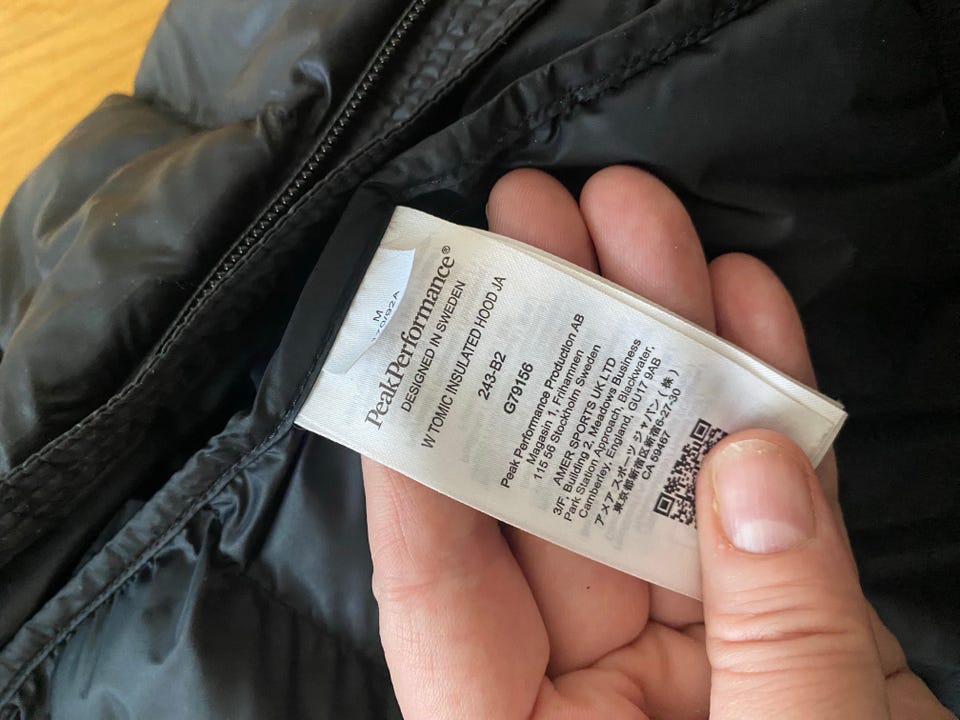 M
170/92A
PeakPerformance®
DESIGNED IN SWEDEN
W TOMIC INSULATED HOOD JA
243-B2
G79156
Peak Performance Production AB
Magasin 1, Frihamnen
115 56 Stockholm Sweden
AMER SPORTS UK LTD
3/F, Building 2, Meadows Business
Park Station Approach, Blackwater,
Camberley, England, GU17 9AB
アメア スポーツ ジャパン (株)
東京都新宿区新宿6-27-30
CA 59467